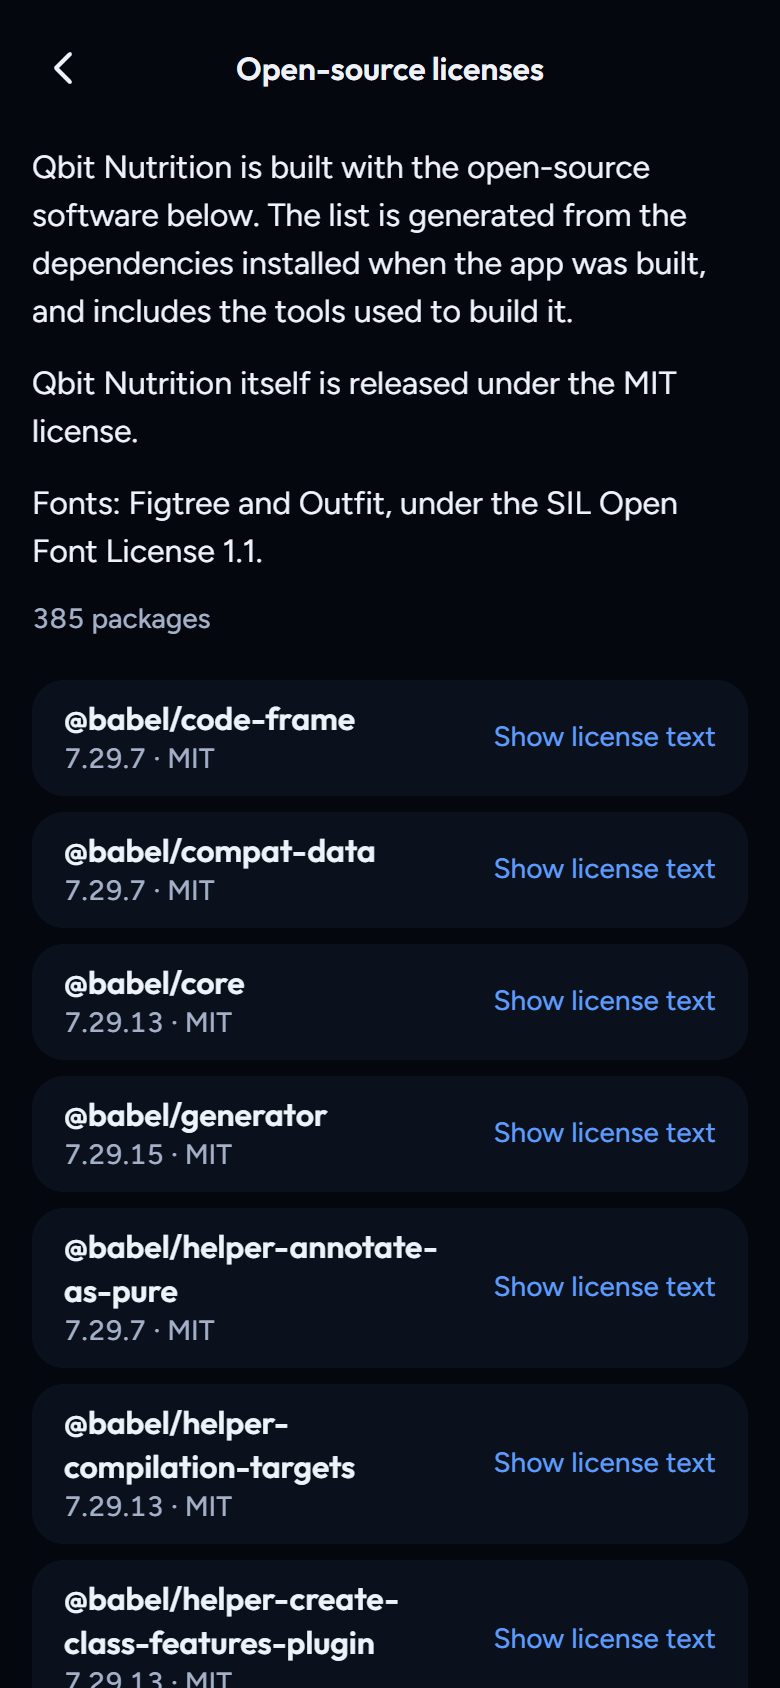 Open-source licenses
Qbit Nutrition is built with the open-source
software below. The list is generated from the
dependencies installed when the app was built,
and includes the tools used to build it.
Qbit Nutrition itself is released under the MIT
license.
Fonts: Figtree and Outfit, under the SIL Open
Font License 1.1.
385 packages
@babel/code-frame
7.29.7 · MIT
Show license text
@babel/compat-data
7.29.7 · MIT
Show license text
@babel/core
7.29.13 · MIT
Show license text
@babel/generator
7.29.15 · MIT
Show license text
@babel/helper-annotate-
as-pure
7.29.7 · MIT
Show license text
@babel/helper-
compilation-targets
7.29.13 · MIT
Show license text
@babel/helper-create-
class-features-plugin
7.29.13 · MIT
Show license text